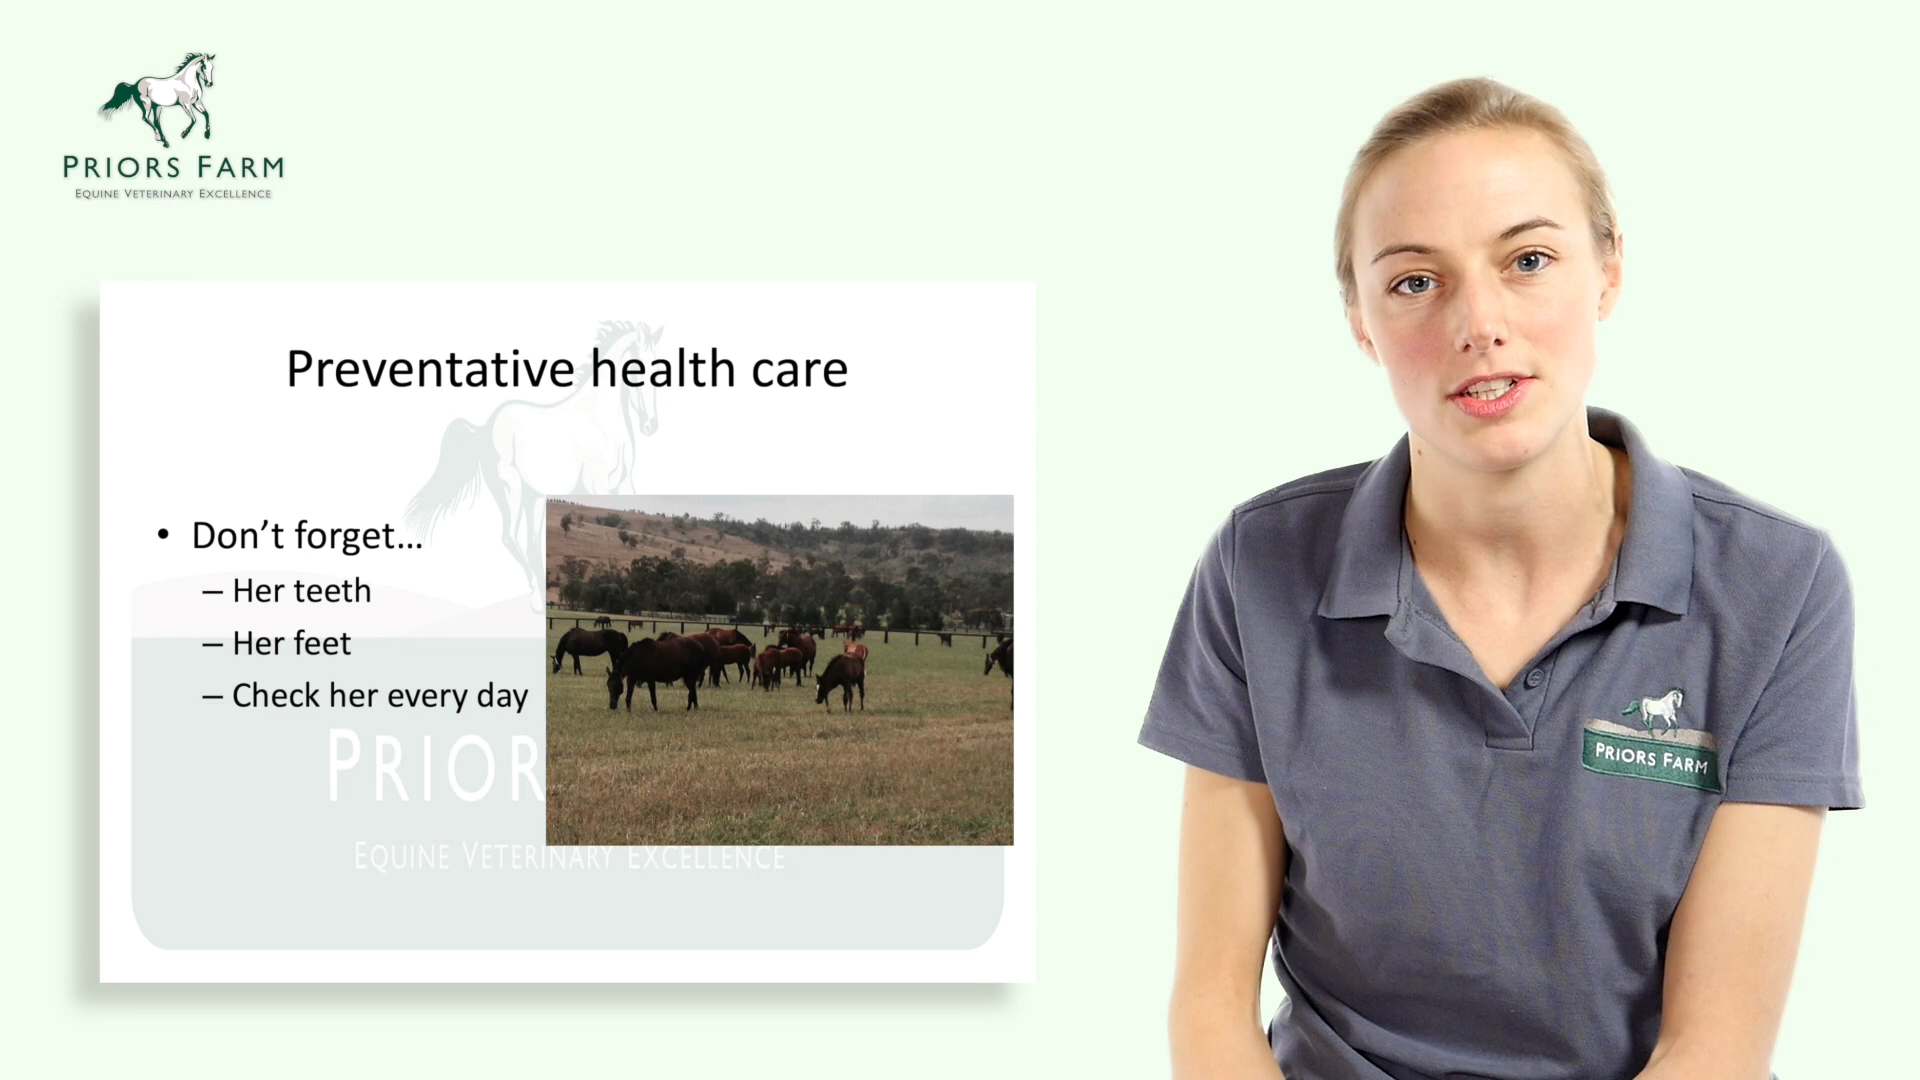 PRIORS FARM
EQUINE VETERINARY EXCELLENCE
Preventative health care
• Don’t forget...
– Her teeth
– Her feet
– Check her every day
PRIOR
EQUINE VETERINARY EXCELLENCE
PRIORS FARM